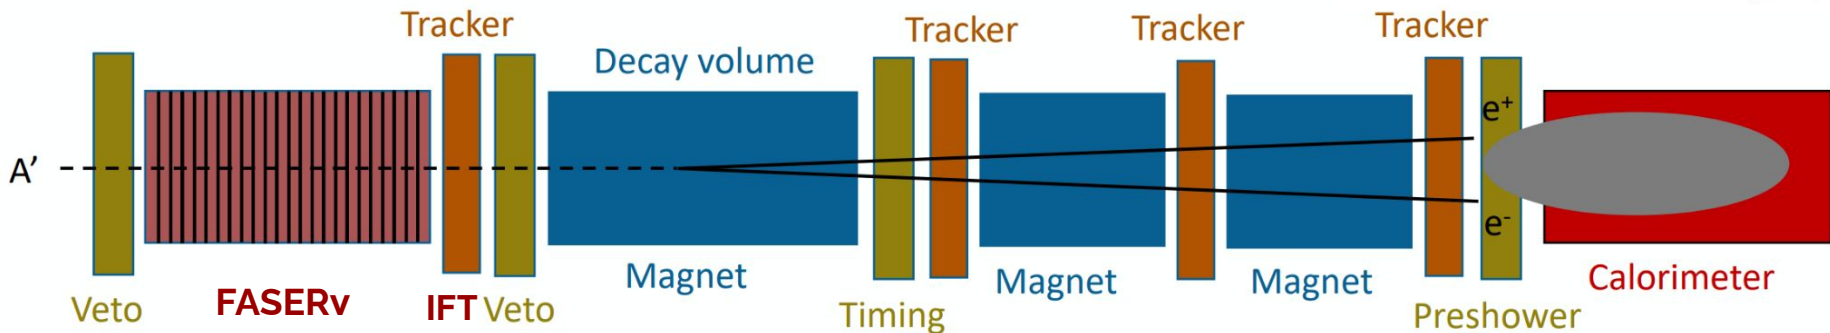 Tracker
Decay volume
Tracker
Tracker
Tracker
A’
e⁺
e⁻
Veto
FASERν
IFT
Veto
Magnet
Timing
Magnet
Magnet
Preshower
Calorimeter